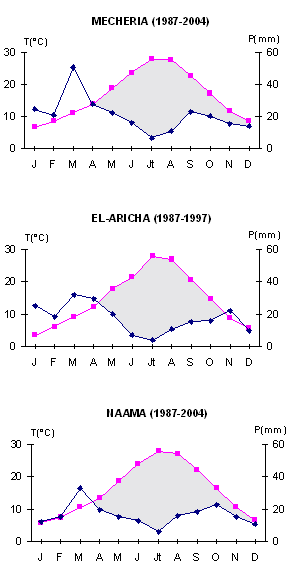 MECHERIA (1987-2004)
T(°C) P(mm)
30 60
20 40
10 20
0 0
J F M A M J Jt A S O N D
EL-ARICHA (1987-1997)
T(°C) P(mm)
30 60
20 40
10 20
0 0
J F M A M J Jt A S O N D
NAAMA (1987-2004)
T(°C) P(mm)
30 60
20 40
10 20
0 0
J F M A M J Jt A S O N D